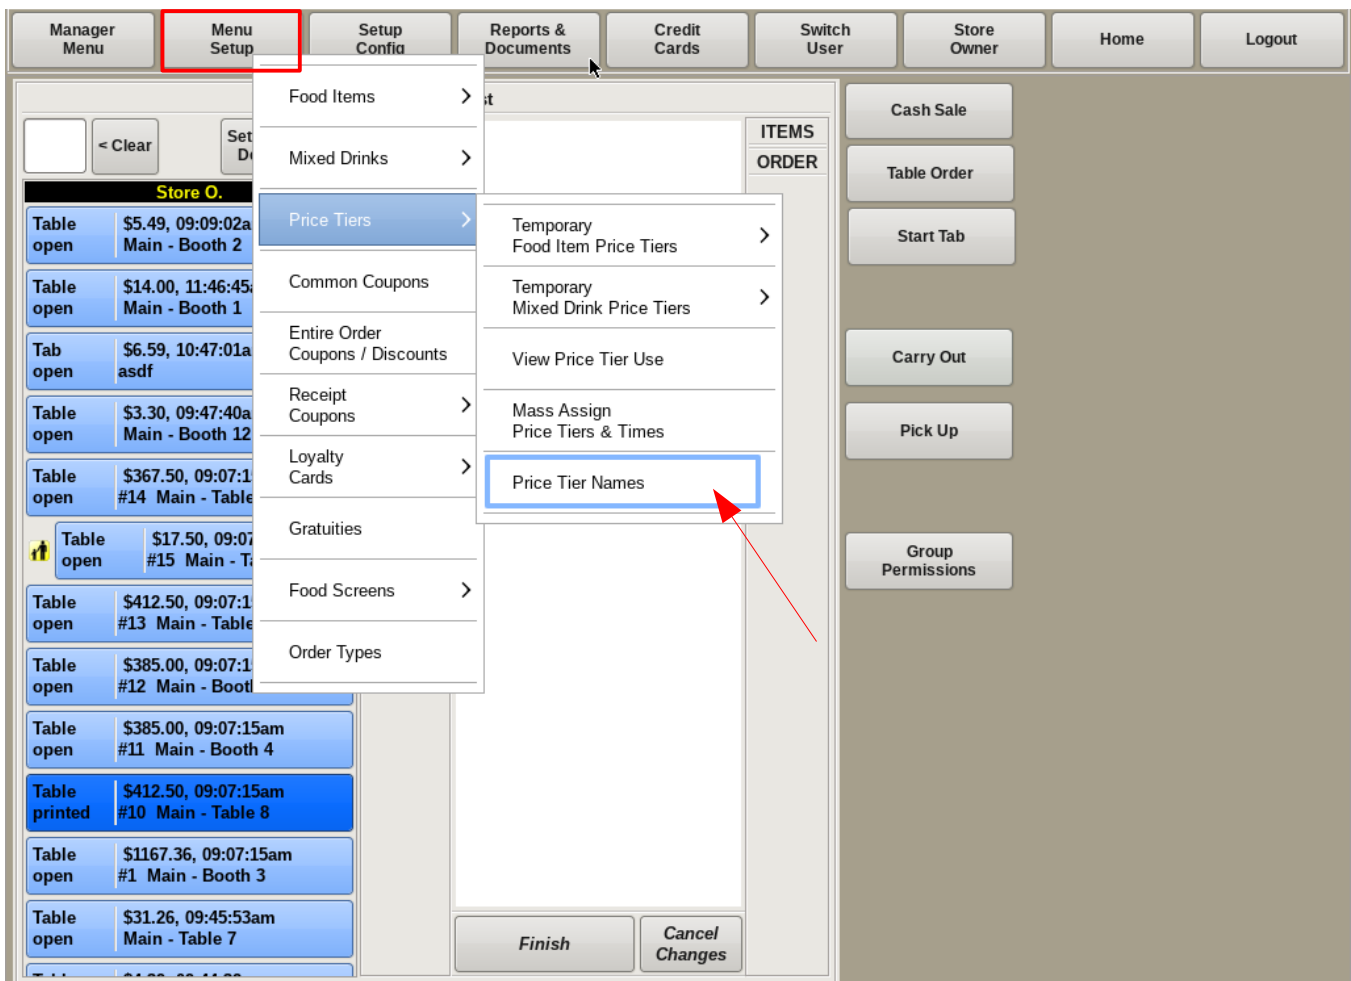 Manager
Menu
Menu
Setup
Setup
Config
Reports &
Documents
Credit
Cards
Switch
User
Store
Owner
Home
Logout
< Clear
Set
ITEMS
ORDER
Store O.
Table
open
$5.49, 09:09:02a
Main - Booth 2
Table
open
$14.00, 11:46:45
Main - Booth 1
Tab
open
$6.59, 10:47:01a
asdf
Table
open
$3.30, 09:47:40a
Main - Booth 12
Table
open
$367.50, 09:07:1
#14 Main - Table
Table
open
$17.50, 09:07
#15 Main - T
Table
open
$412.50, 09:07:1
#13 Main - Table
Table
open
$385.00, 09:07:1
#12 Main - Boot
Table
open
$385.00, 09:07:15am
#11 Main - Booth 4
Table
printed
$412.50, 09:07:15am
#10 Main - Table 8
Table
open
$1167.36, 09:07:15am
#1 Main - Booth 3
Table
open
$31.26, 09:45:53am
Main - Table 7
Food Items
Mixed Drinks
Price Tiers
Common Coupons
Entire Order
Coupons / Discounts
Receipt
Coupons
Loyalty
Cards
Gratuities
Food Screens
Order Types
Temporary
Food Item Price Tiers
Temporary
Mixed Drink Price Tiers
View Price Tier Use
Mass Assign
Price Tiers & Times
Price Tier Names
Finish
Cancel
Changes
Cash Sale
Table Order
Start Tab
Carry Out
Pick Up
Group
Permissions